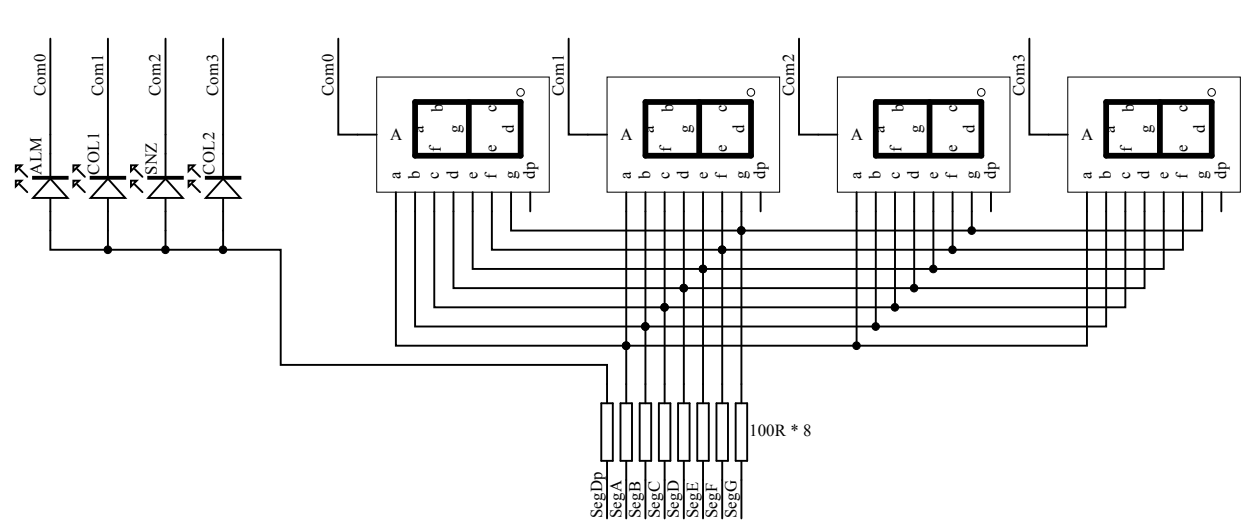 Com0
Com1
Com2
Com3
ALM
COL1
SNZ
COL2
Com0
A
a b c d e f g
f e d c b a g dp
Com1
A
a b c d e f g
f e d c b a g dp
Com2
A
a b c d e f g
f e d c b a g dp
Com3
A
a b c d e f g
f e d c b a g dp
100R * 8
SegDp
SegA
SegB
SegC
SegD
SegE
SegF
SegG